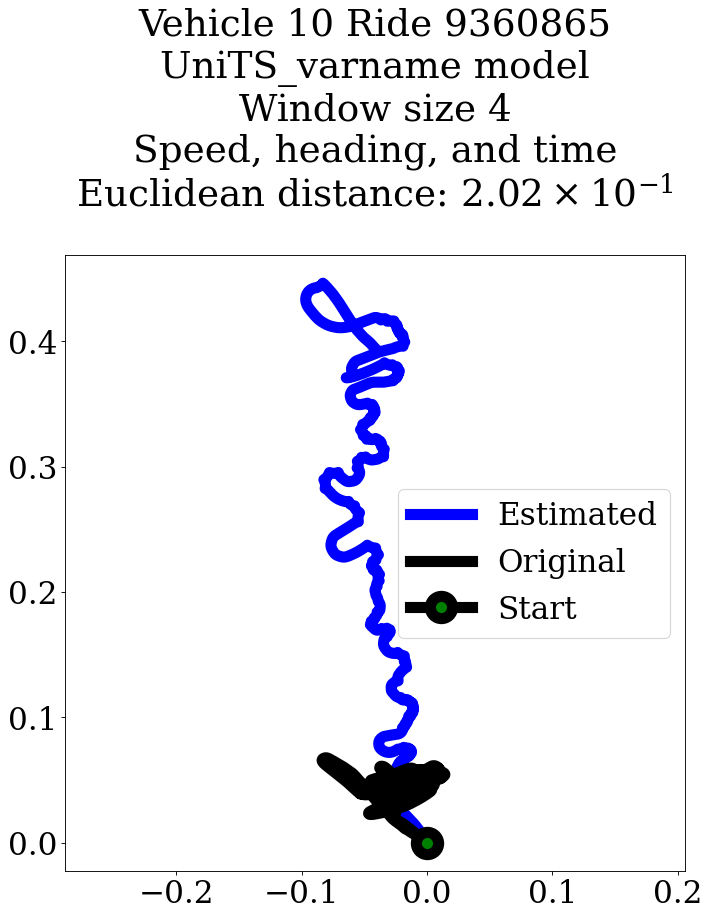 Vehicle 10 Ride 9360865
UniTS_varname model
Window size 4
Speed, heading, and time
Euclidean distance: 2.02 × 10⁻¹
0.4
0.3
0.2
0.1
0.0
Estimated
Original
Start
−0.2
−0.1
0.0
0.1
0.2